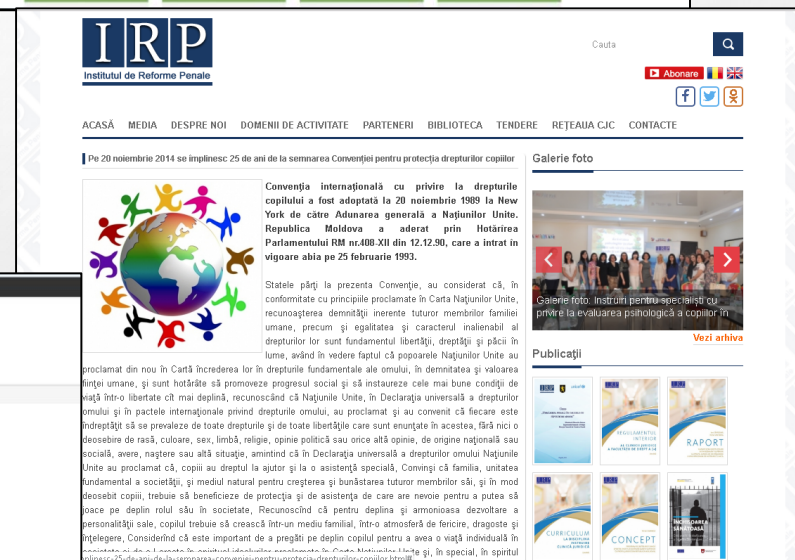 IRP
Institutul de Reforme Penale
Cauta
Abonare
ACASĂ MEDIA DESPRE NOI DOMENII DE ACTIVITATE PARTENERI BIBLIOTECA TENDERE REȚEAUA CJC CONTACTE
Pe 20 noiembrie 2014 se împlinesc 25 de ani de la semnarea Convenției pentru protecția drepturilor copiilor
Convenția internațională cu privire la drepturile
copilului a fost adoptată la 20 noiembrie 1989 la New
York de către Adunarea generală a Națiunilor Unite.
Republica Moldova a aderat prin Hotărîrea
Parlamentului RM nr.408-XII din 12.12.90, care a intrat în
vigoare abia pe 25 februarie 1993.
Statele părţi la prezenta Convenţie, au considerat că, în
conformitate cu principiile proclamate în Carta Naţiunilor Unite,
recunoaşterea demnităţii inerente tuturor membrilor familiei
umane, precum şi egalitatea şi caracterul inalienabil al
drepturilor lor sunt fundamentul libertăţii, dreptăţii şi păcii în
lume, având în vedere faptul că popoarele Naţiunilor Unite au
proclamat din nou în Cartă încrederea lor în drepturile fundamentale ale omului, în demnitatea şi valoarea
fiinţei umane, şi sunt hotărâte să promoveze progresul social şi să instaureze cele mai bune condiţii de
viaţă într-o libertate cît mai deplină, recunoscând că Naţiunile Unite, în Declaraţia universală a drepturilor
omului şi în pactele internaţionale privind drepturile omului, au proclamat şi au convenit că fiecare este
îndreptăţit să se prevaleze de toate drepturile şi de toate libertăţile care sunt enunţate în acestea, fără nici o
deosebire de rasă, culoare, sex, limbă, religie, opinie politică sau orice altă opinie, de origine naţională sau
socială, avere, naştere sau altă situaţie, amintind că în Declaraţia universală a drepturilor omului Naţiunile
Unite au proclamat că, copiii au dreptul la ajutor şi la o asistenţă specială, Convinşi că familia, unitatea
fundamental a societăţii, şi mediul natural pentru creşterea şi bunăstarea tuturor membrilor săi, şi în mod
deosebit copiii, trebuie să beneficieze de protecţia şi de asistenţa de care are nevoie pentru a putea să
joace pe deplin rolul său în societate, Recunoscînd că pentru deplina şi armonioasa dezvoltare a
personalităţii sale, copilul trebuie să crească într-un mediu familial, într-o atmosferă de fericire, dragoste şi
înţelegere, Considerînd că este important de a pregăti pe deplin copilul pentru a avea o viaţă individuală în
te şi, în special, în spiritul
Galerie foto
Galerie foto: Instruiri pentru specialiști cu
privire la evaluarea psihologică a copiilor în
Vezi arhiva
Publicații
REGULAMENTUL
INTERIOR
RAPORT
CURRICULUM
CONCEPT
ÎNCHISOAREA
SĂNĂTOASĂ